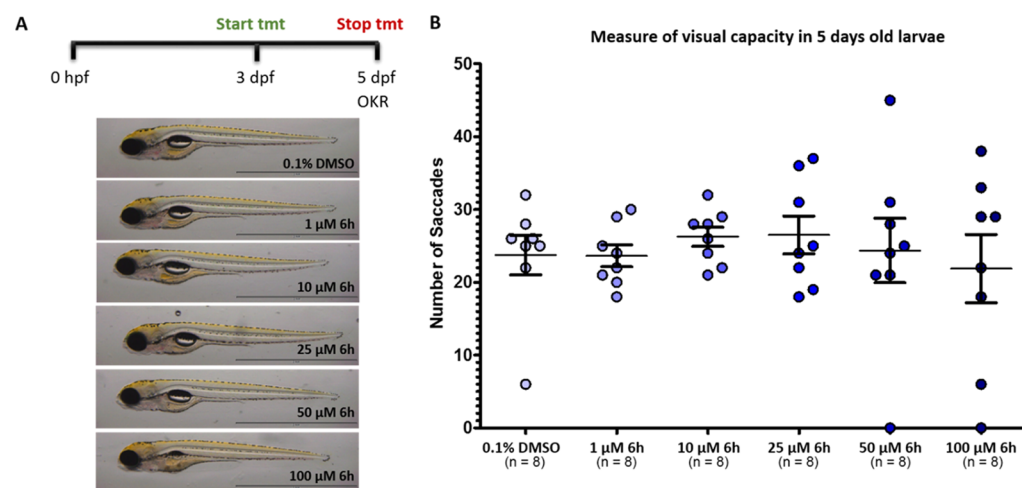 A
Start tmt
Stop tmt
0 hpf
3 dpf
5 dpf
OKR
0.1% DMSO
1 µM 6h
10 µM 6h
25 µM 6h
50 µM 6h
100 µM 6h
B
Measure of visual capacity in 5 days old larvae
Number of Saccades
50
40
30
20
10
0
0.1% DMSO
(n = 8)
1 µM 6h
(n = 8)
10 µM 6h
(n = 8)
25 µM 6h
(n = 8)
50 µM 6h
(n = 8)
100 µM 6h
(n = 8)